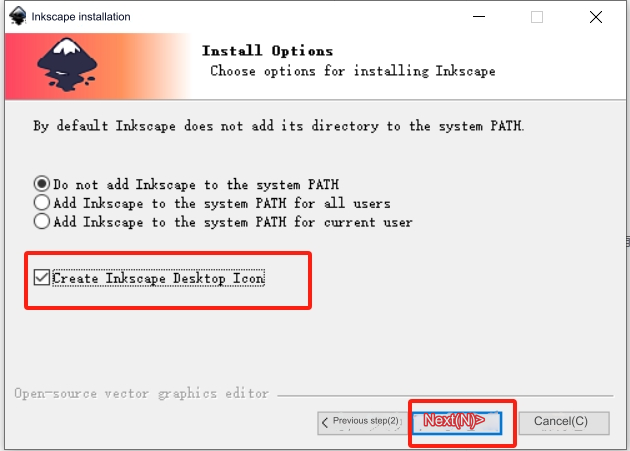 Inkscape installation
Install Options
Choose options for installing Inkscape
By default Inkscape does not add its directory to the system PATH.
Do not add Inkscape to the system PATH
Add Inkscape to the system PATH for all users
Add Inkscape to the system PATH for current user
Create Inkscape Desktop Icon
Open-source vector graphics editor
< Previous step(2) Next(N)> Cancel(C)